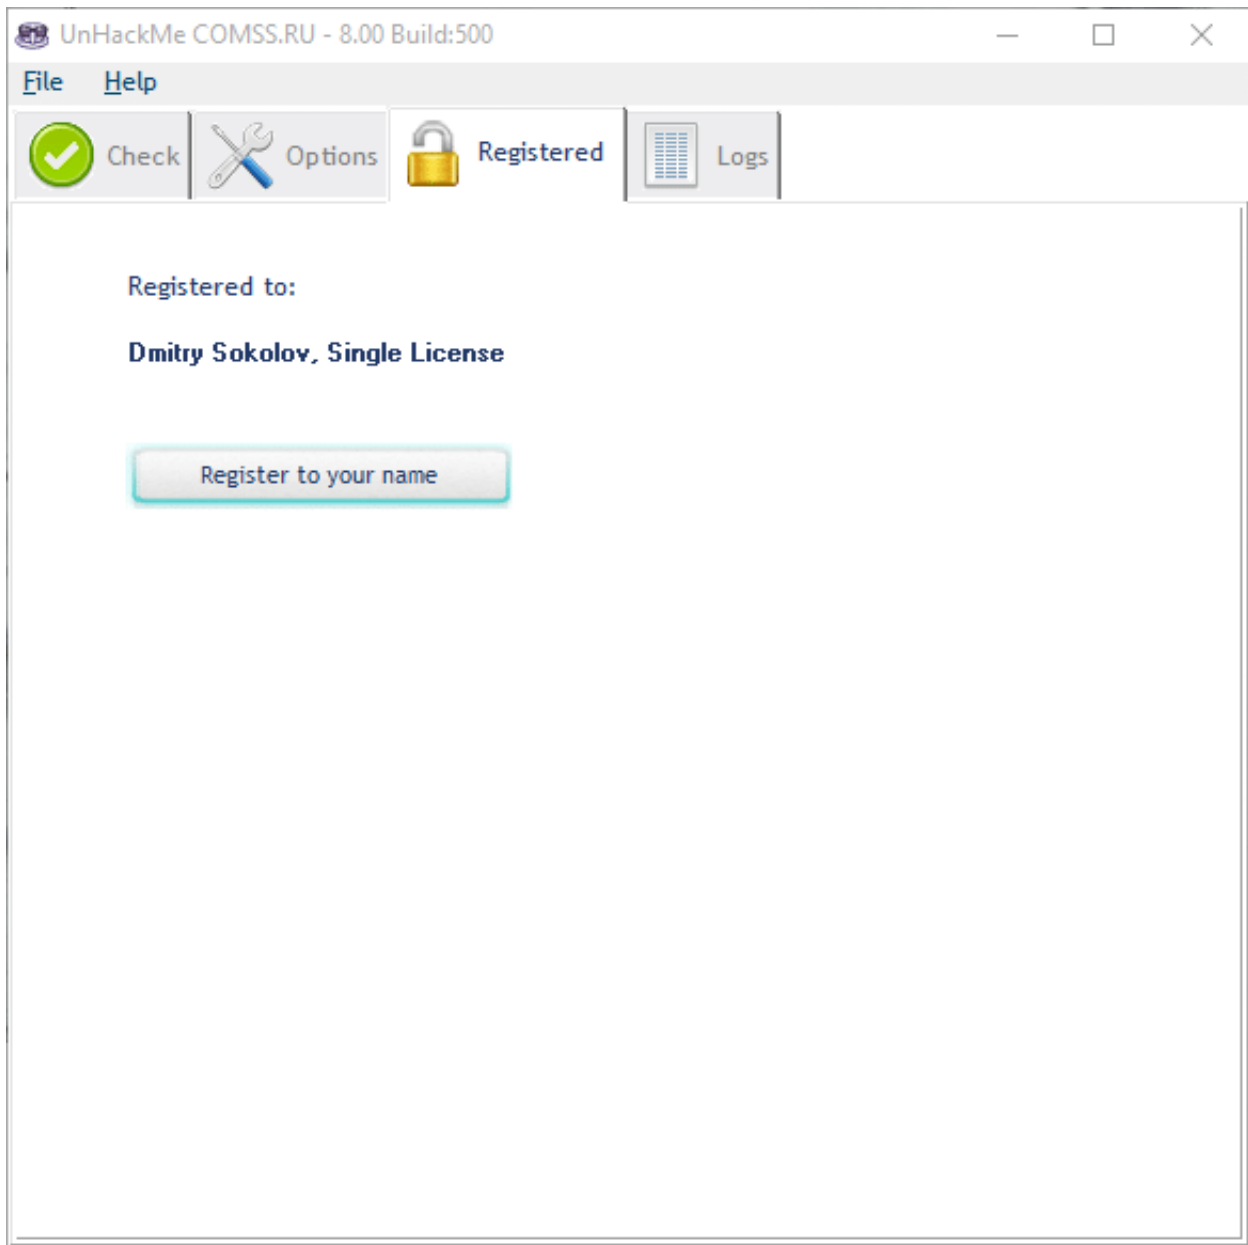 UnHackMe COMSS.RU - 8.00 Build:500
File Help
Check Options Registered Logs
Registered to:
Dmitry Sokolov, Single License
Register to your name